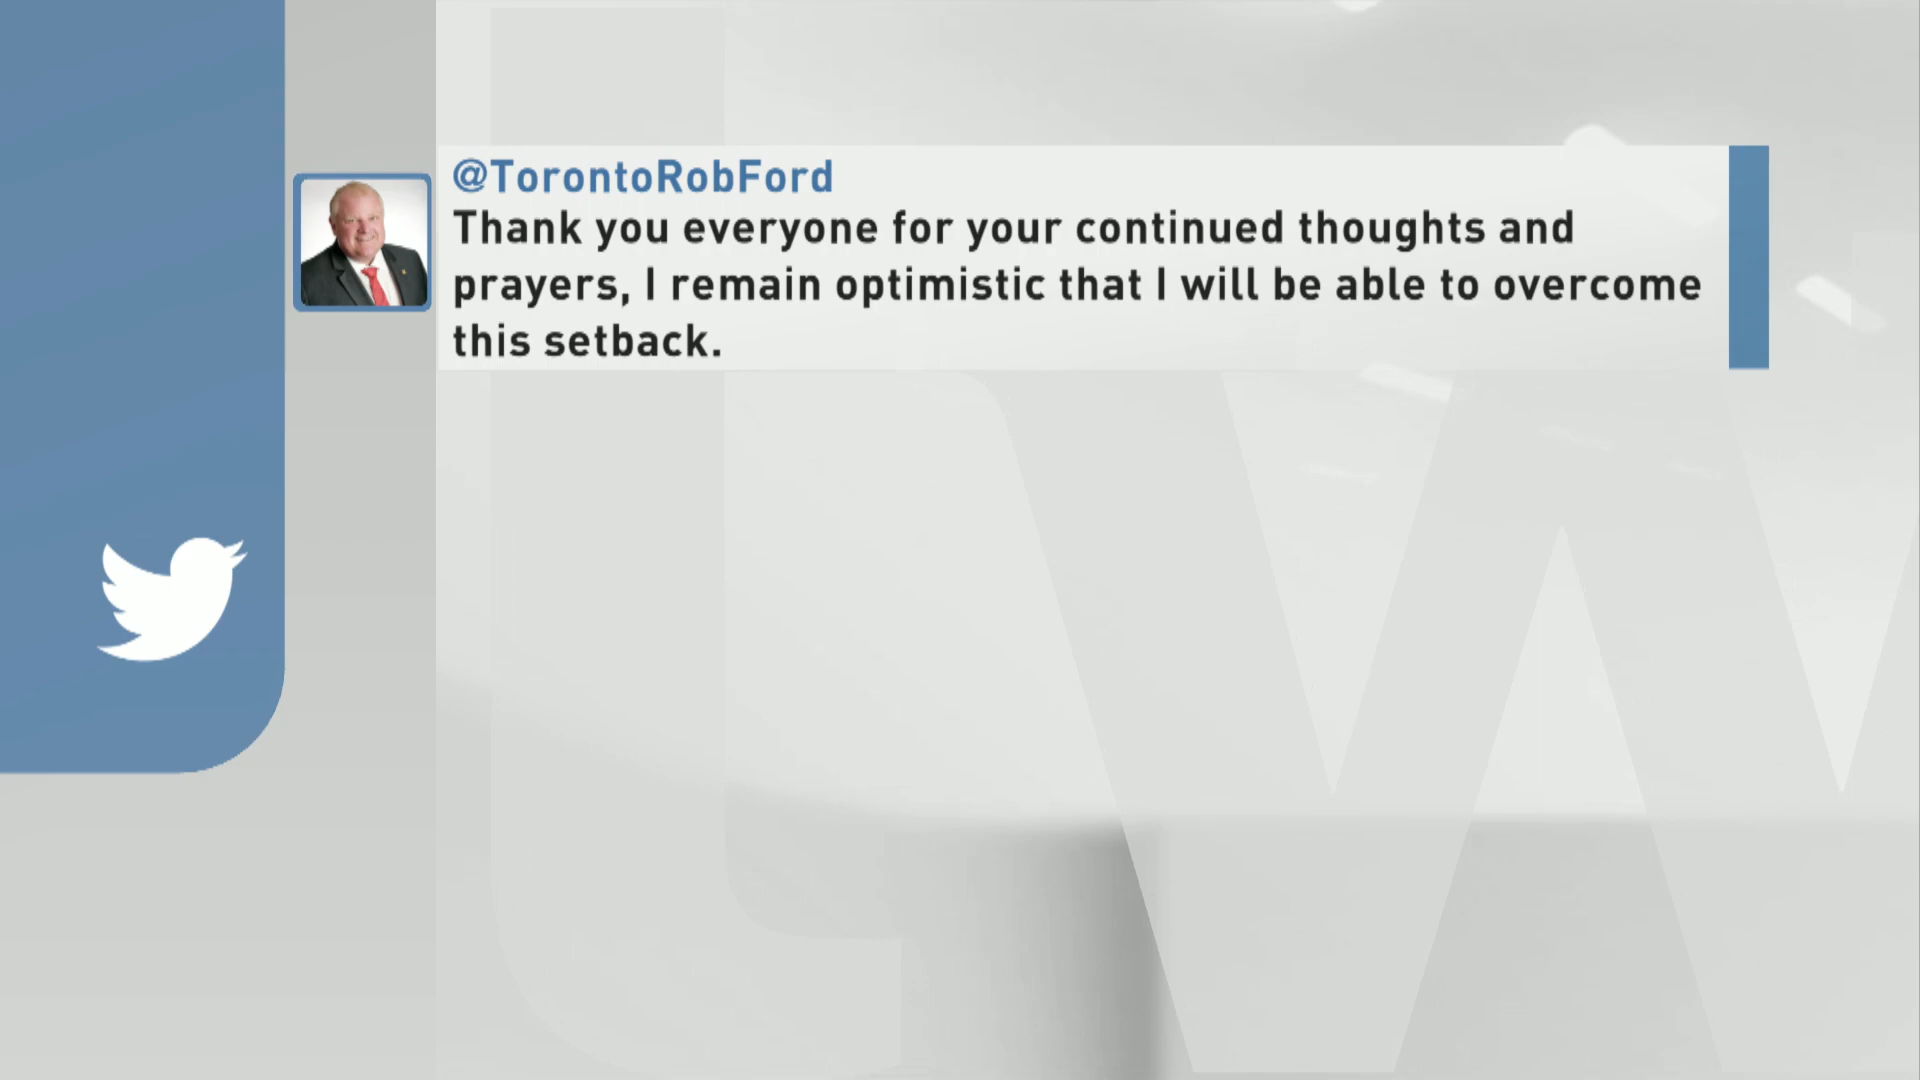 @TorontoRobFord
Thank you everyone for your continued thoughts and
prayers, I remain optimistic that I will be able to overcome
this setback.